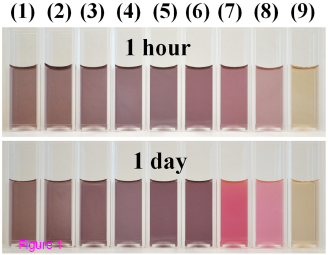 (1) (2) (3) (4) (5) (6) (7) (8) (9)
1 hour
1 day
Figure 1